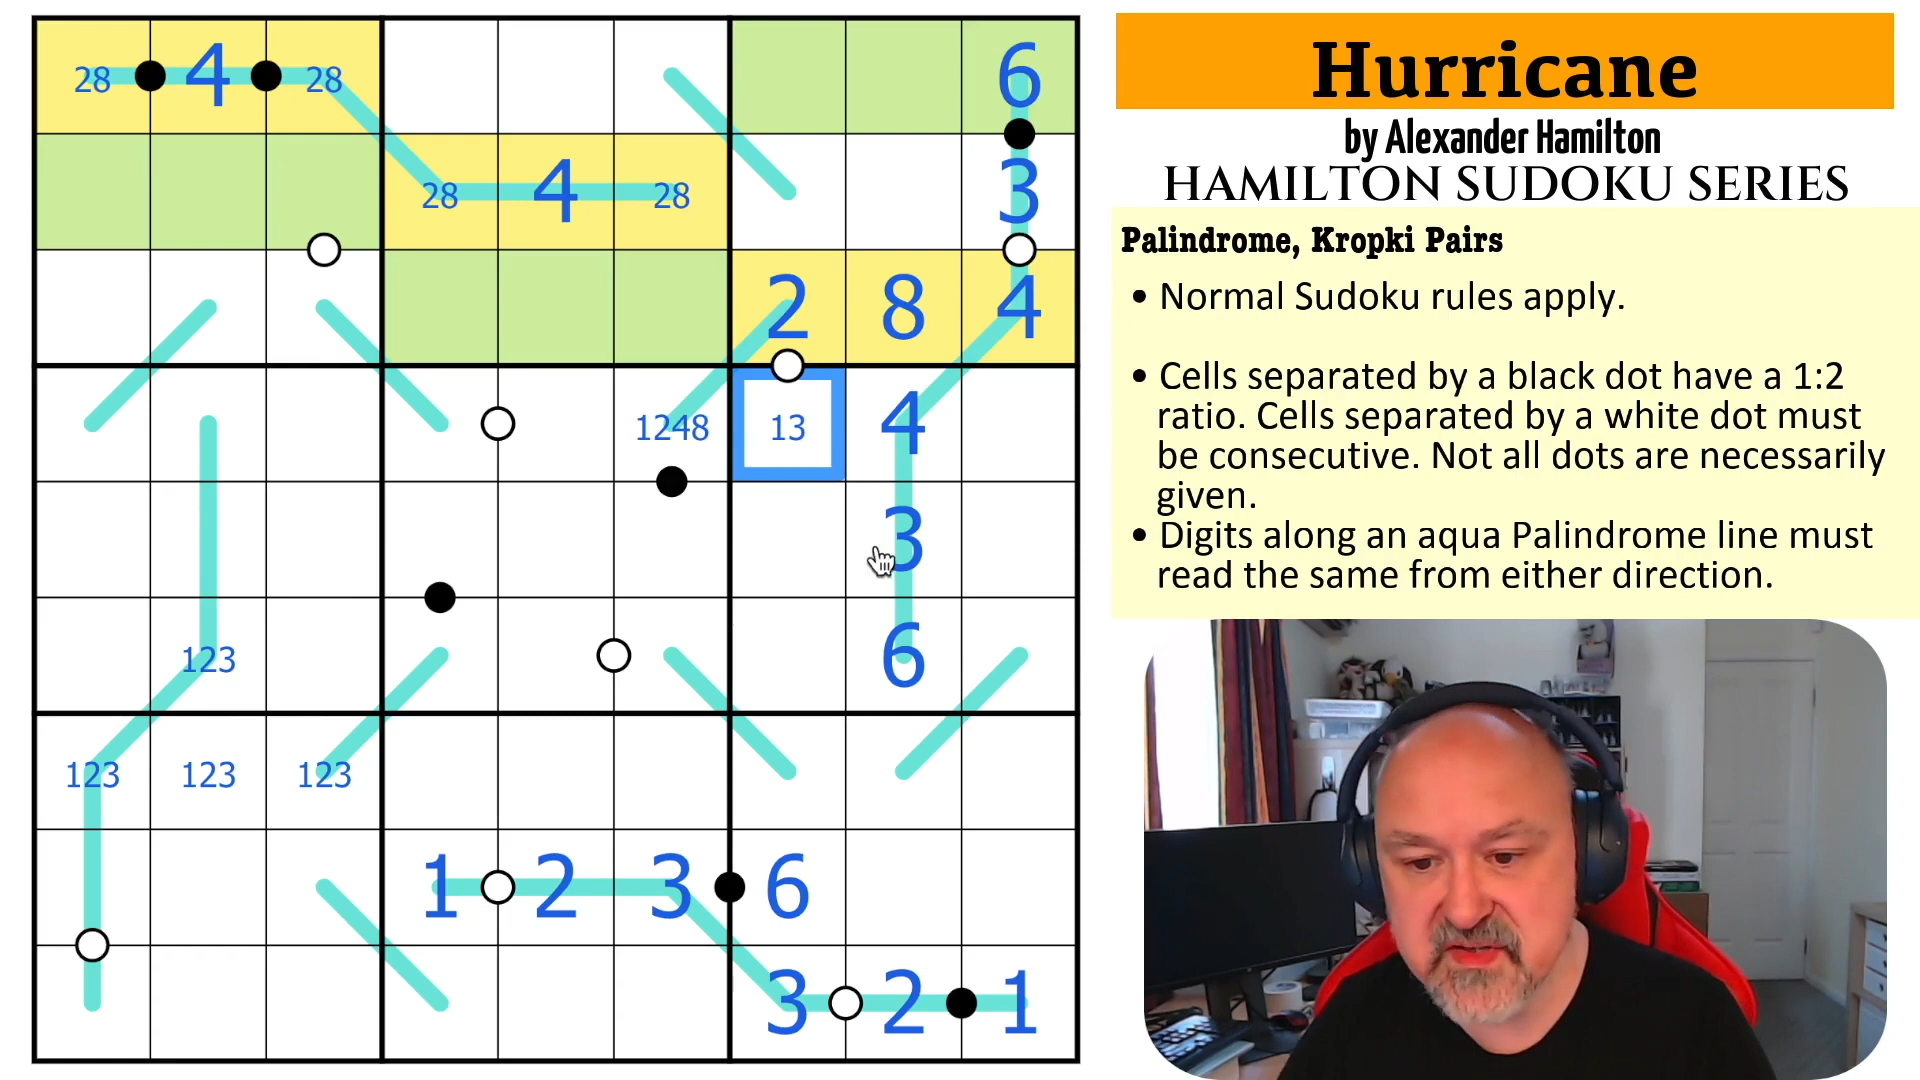 Hurricane
by Alexander Hamilton
HAMILTON SUDOKU SERIES
Palindrome, Kropki Pairs
• Normal Sudoku rules apply.
• Cells separated by a black dot have a 1:2
ratio. Cells separated by a white dot must
be consecutive. Not all dots are necessarily
given.
• Digits along an aqua Palindrome line must
read the same from either direction.
28 4 28 6
28 4 28 3
2 8 4
1248 13 4
3
123 6
123 123 123
1 2 3 6
3 2 1